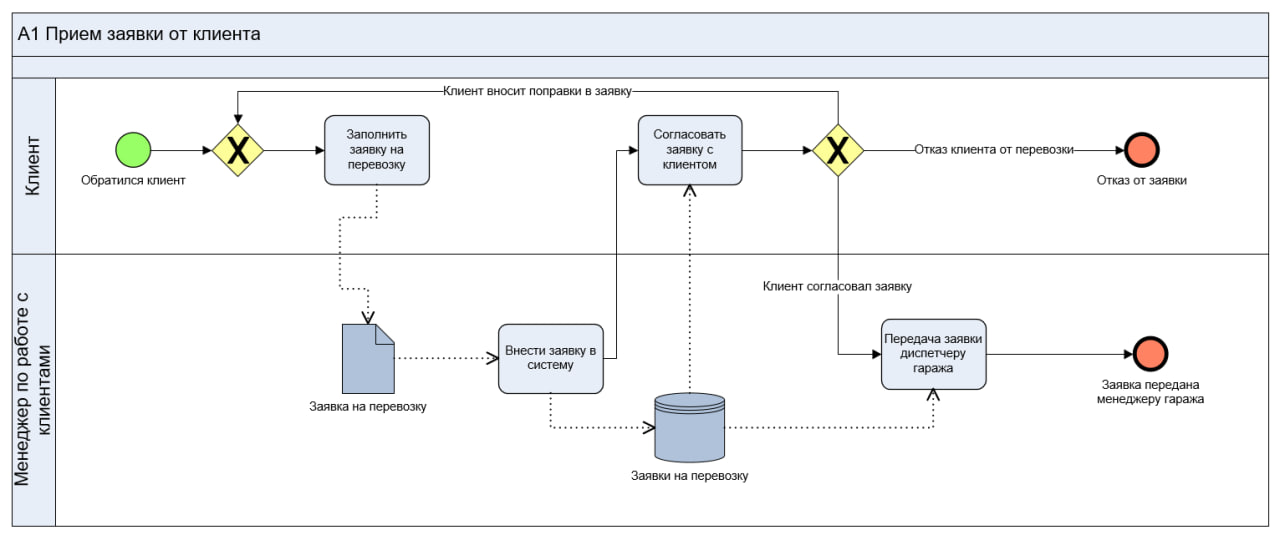 A1 Прием заявки от клиента
Клиент
Клиент вносит поправки в заявку
Обратился клиент
Заполнить
заявку на
перевозку
Согласовать
заявку с
клиентом
Отказ клиента от перевозки
Отказ от заявки
Менеджер по работе с
клиентами
Клиент согласовал заявку
Заявка на перевозку
Внести заявку в
систему
Заявки на перевозку
Передача заявки
диспетчеру
гаража
Заявка передана
менеджеру гаража